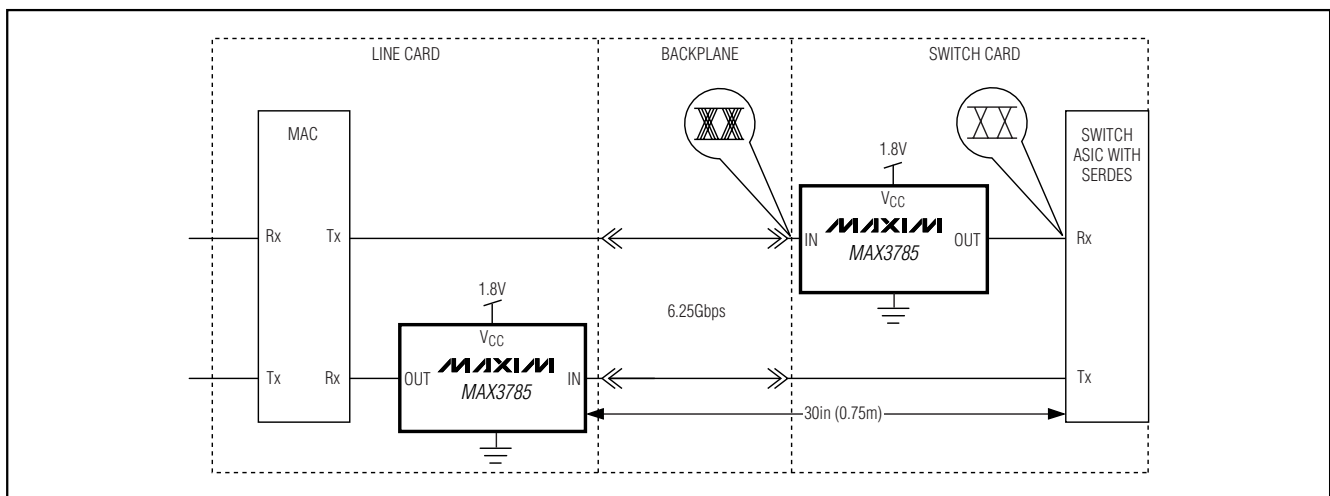 LINE CARD
BACKPLANE
SWITCH CARD
MAC
SWITCH
ASIC WITH
SERDES
1.8V
VCC
MAXIM
MAX3785
IN
OUT
Rx
Tx
Rx
6.25Gbps
1.8V
VCC
MAXIM
MAX3785
OUT
IN
Tx
Rx
Tx
30in (0.75m)